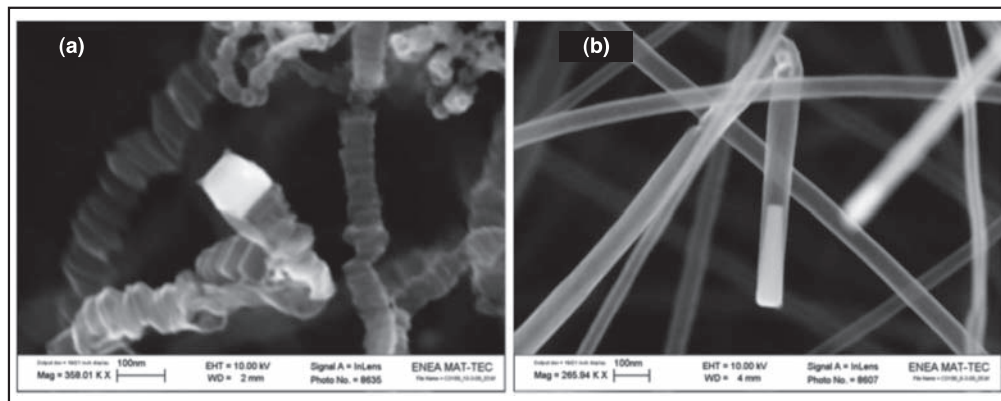 (a)
(b)
100nm
Mag = 358.01 K X
EHT = 10.00 kV
WD = 2 mm
Signal A = InLens
Photo No. = 8635
ENEA MAT-TEC
100nm
Mag = 265.94 K X
EHT = 10.00 kV
WD = 4 mm
Signal A = InLens
Photo No. = 8607
ENEA MAT-TEC